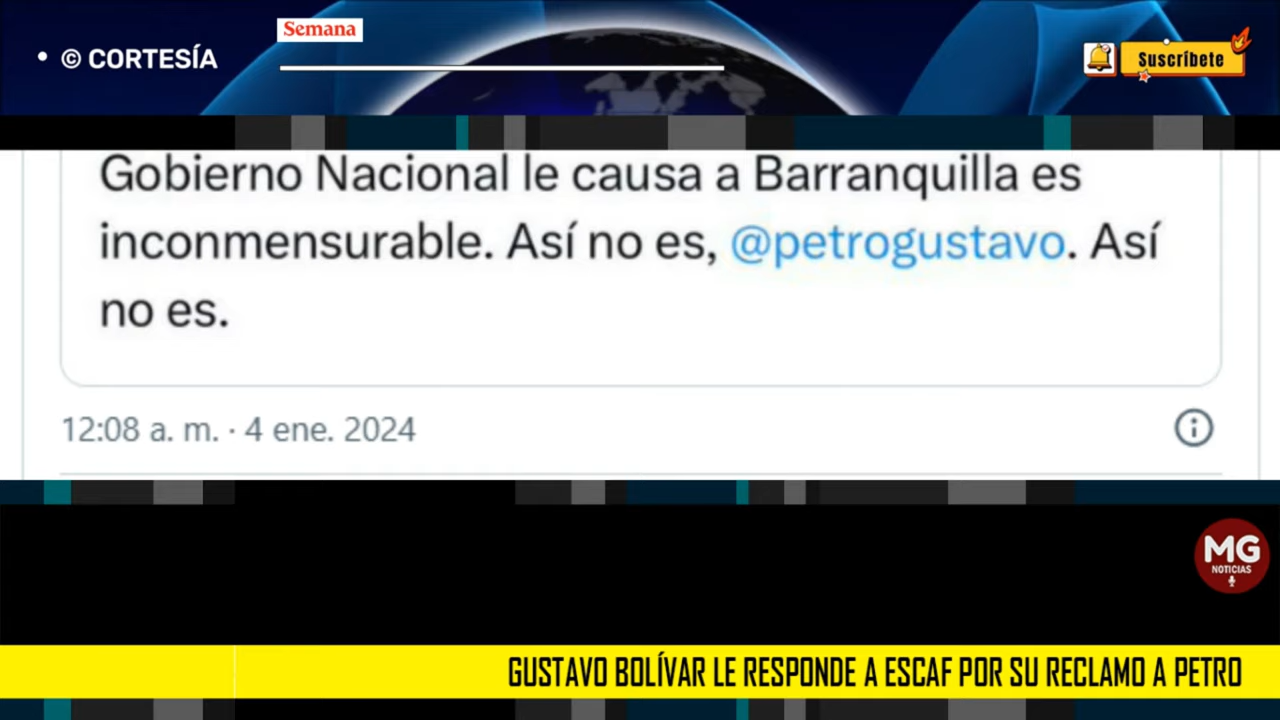 Semana
• © CORTESÍA
Suscríbete
Gobierno Nacional le causa a Barranquilla es
inconmensurable. Así no es, @petrogustavo. Así
no es.
12:08 a. m. · 4 ene. 2024
MG
NOTICIAS
GUSTAVO BOLÍVAR LE RESPONDE A ESCAF POR SU RECLAMO A PETRO